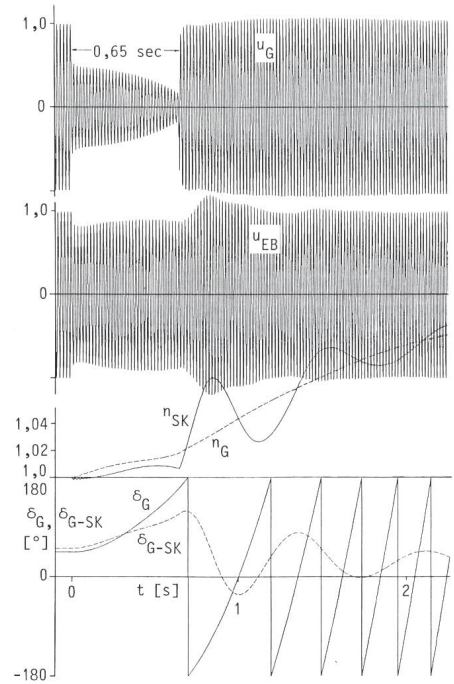 1,0
0,65 sec
u_G
0
1,0
u_EB
0
n_SK
1,04
n_G
1,02
1,0
180
δ_G
δ_G, δ_G-SK
[°]
δ_G-SK
0
0
t [s]
1
2
-180